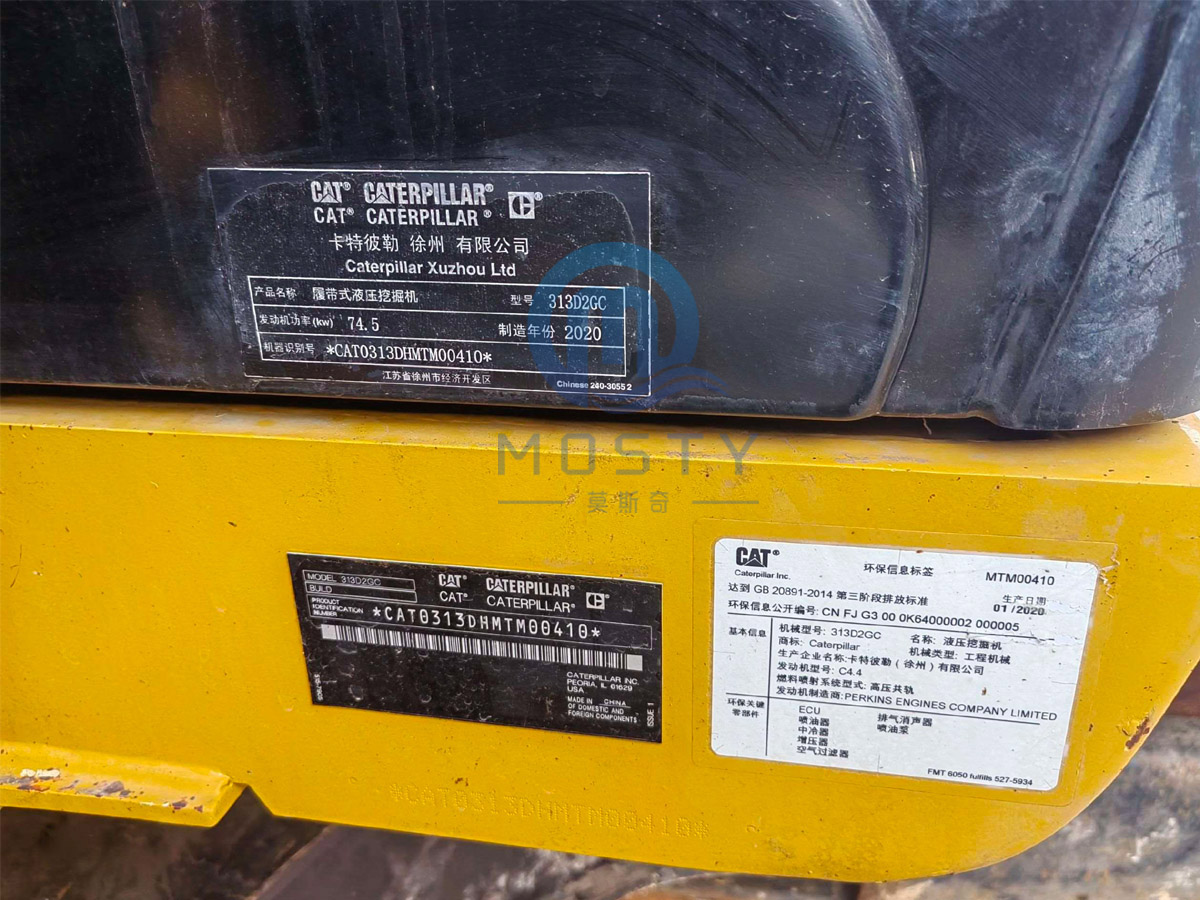 CAT® CATERPILLAR®
CAT® CATERPILLAR®
卡特彼勒 徐州 有限公司
Caterpillar Xuzhou Ltd
产品名称 履带式液压挖掘机 型号 313D2GC
发动机功率(kw) 74.5 制造年份 2020
机器识别号 *CAT0313DHMTM00410*
江苏省徐州市经济开发区
Chinese 240-3055 2
MOSTY
莫斯奇
MODEL 313D2GC
BUILD
PRODUCT IDENTIFICATION NUMBER
CAT® CATERPILLAR®
CAT® CATERPILLAR®
*CAT0313DHMTM00410*
CATERPILLAR INC.
PEORIA, IL 61629
USA
MADE IN CHINA
OF DOMESTIC AND
FOREIGN COMPONENTS
ISSUE 1
CAT®
Caterpillar Inc.
环保信息标签
MTM00410
达到 GB 20891-2014 第三阶段排放标准
生产日期
01 /2020
环保信息公开编号: CN FJ G3 00 0K64000002 000005
基本信息
机械型号: 313D2GC 名称: 液压挖掘机
商标: Caterpillar 机械类型: 工程机械
生产企业名称:卡特彼勒（徐州）有限公司
发动机型号: C4.4
燃料喷射系统型式: 高压共轨
发动机制造商: PERKINS ENGINES COMPANY LIMITED
环保关键
零部件
ECU
喷油器 排气消声器
中冷器 喷油泵
增压器
空气过滤器
FMT 6050 fulfills 527-5934
*CAT0313DHMTM00410*